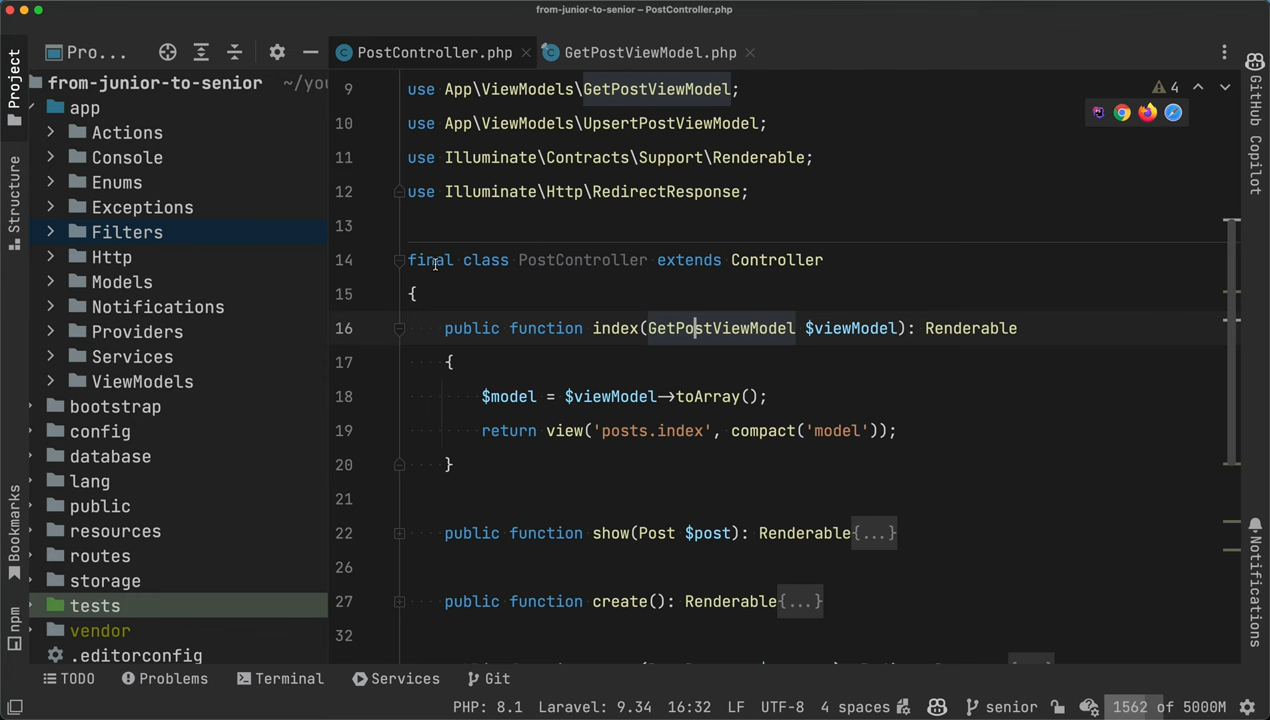 from-junior-to-senior – PostController.php
Project
Pro...
PostController.php
GetPostViewModel.php
from-junior-to-senior ~/you
app
Actions
Console
Enums
Exceptions
Filters
Http
Models
Notifications
Providers
Services
ViewModels
bootstrap
config
database
lang
public
resources
routes
storage
tests
vendor
.editorconfig
Structure
Bookmarks
npm
9 use App\ViewModels\GetPostViewModel;
10 use App\ViewModels\UpsertPostViewModel;
11 use Illuminate\Contracts\Support\Renderable;
12 use Illuminate\Http\RedirectResponse;
13
14 final class PostController extends Controller
15 {
16 public function index(GetPostViewModel $viewModel): Renderable
17 {
18 $model = $viewModel->toArray();
19 return view('posts.index', compact('model'));
20 }
21
22 public function show(Post $post): Renderable{...}
26
27 public function create(): Renderable{...}
32
4
GitHub Copilot
Notifications
TODO Problems Terminal Services Git
PHP: 8.1 Laravel: 9.34 16:32 LF UTF-8 4 spaces senior 1562 of 5000M